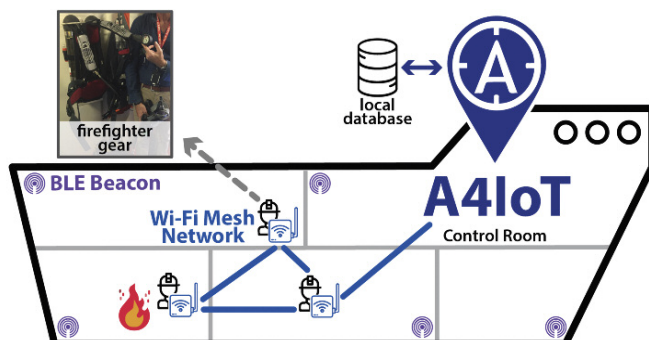 firefighter
gear
local
database
A
BLE Beacon
Wi-Fi Mesh
Network
A4IoT
Control Room